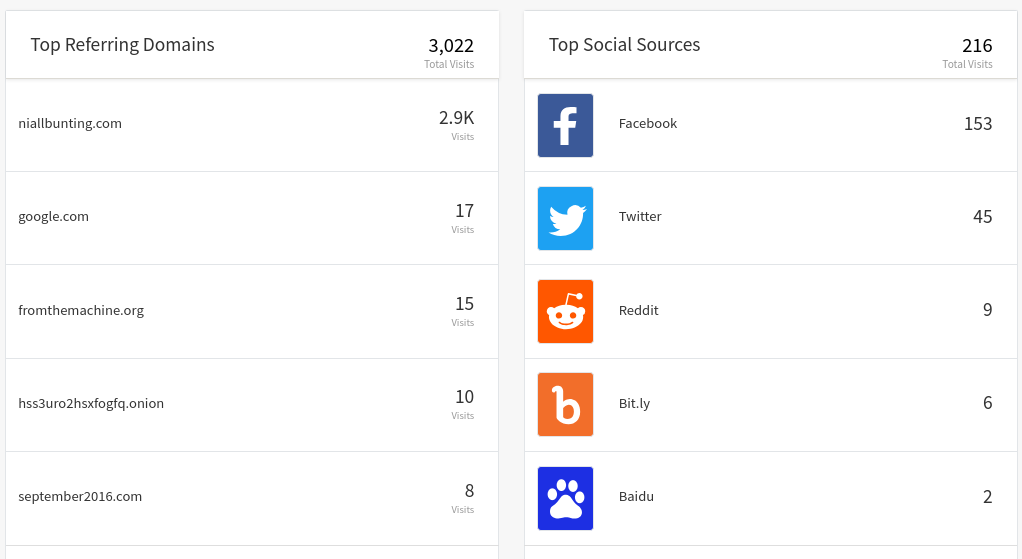 Top Referring Domains
3,022
Total Visits
niallbunting.com
2.9K
Visits
google.com
17
Visits
fromthemachine.org
15
Visits
hss3uro2hsxfogfq.onion
10
Visits
september2016.com
8
Visits
Top Social Sources
216
Total Visits
Facebook
153
Twitter
45
Reddit
9
Bit.ly
6
Baidu
2